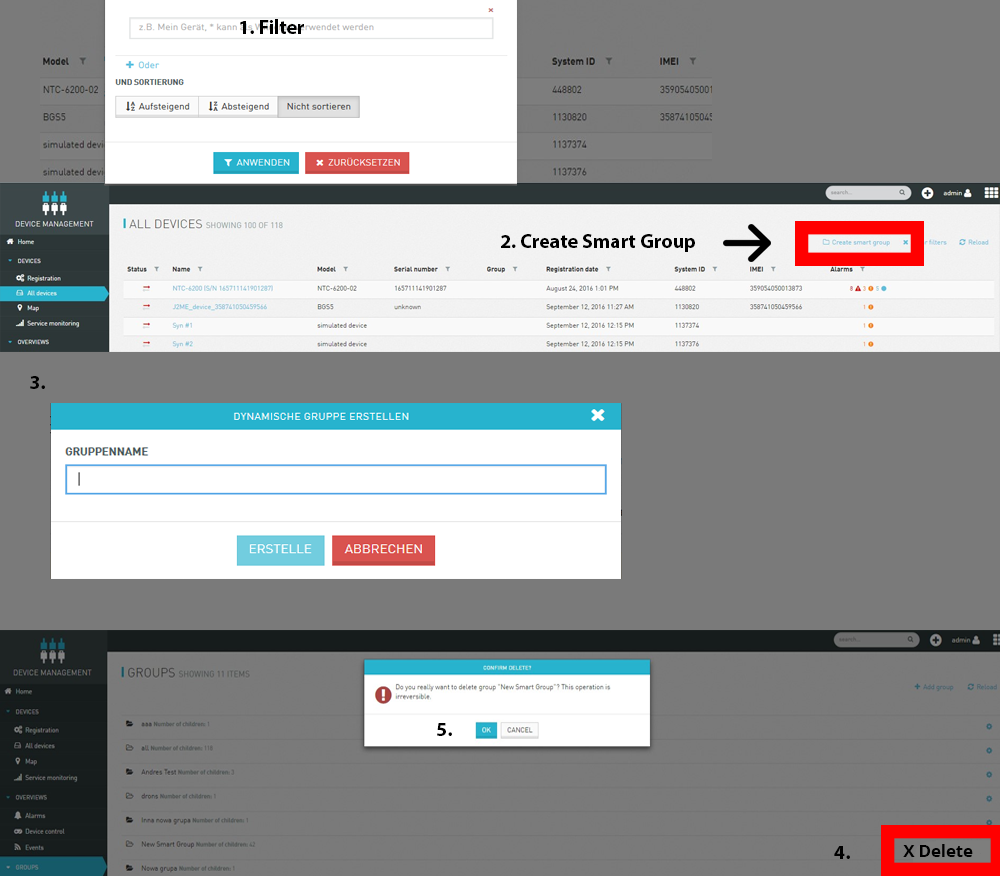 1. Filter
z.B. Mein Gerät, * kann verwendet werden
Oder
UND SORTIERUNG
Aufsteigend Absteigend Nicht sortieren
ANWENDEN ZURÜCKSETZEN
Model System ID IMEI
NTC-6200-02 448802 35905405001
BGS5 1130820 35874105045
simulated devi 1137374
simulated devi 1137376
search... admin
DEVICE MANAGEMENT
Home
DEVICES
Registration
All devices
Map
Service monitoring
OVERVIEWS
ALL DEVICES SHOWING 100 OF 118
2. Create Smart Group
Create smart group r filters Reload
Status Name Model Serial number Group Registration date System ID IMEI Alarms
NTC-6200 (S/N 165711141901287) NTC-6200-02 165711141901287 August 24, 2016 1:01 PM 448802 359054050013873 8 3 5
J2ME_device_358741050459566 BGS5 unknown September 12, 2016 11:27 AM 1130820 358741050459566 1
Syn #1 simulated device September 12, 2016 12:15 PM 1137374 1
Syn #2 simulated device September 12, 2016 12:15 PM 1137376 1
3.
DYNAMISCHE GRUPPE ERSTELLEN
GRUPPENNAME
ERSTELLE ABBRECHEN
search... admin
DEVICE MANAGEMENT
Home
DEVICES
Registration
All devices
Map
Service monitoring
OVERVIEWS
Alarms
Device control
Events
GROUPS
GROUPS SHOWING 11 ITEMS
Add group Reload
CONFIRM DELETE?
Do you really want to delete group "New Smart Group"? This operation is
irreversible.
5. OK CANCEL
aaa Number of children: 1
all Number of children: 118
Andres Test Number of children: 3
drons Number of children: 1
Inna nowa grupa Number of children: 1
New Smart Group Number of children: 42
Nowa grupa Number of children: 1
4. X Delete